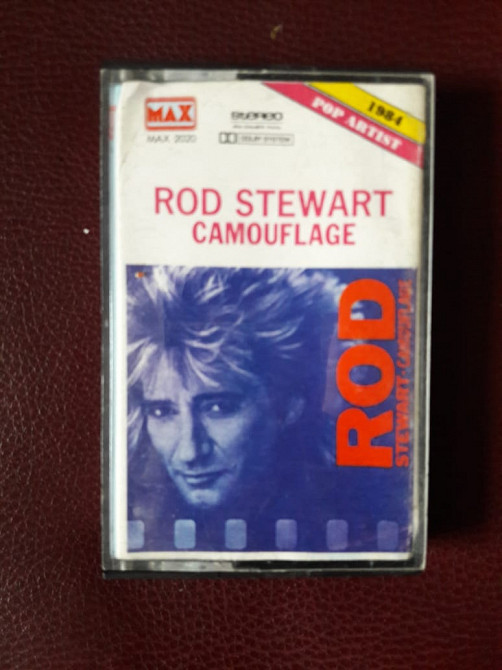 MAX
MAX 2020
STEREO
DOLBY SYSTEM
1984
POP ARTIST
ROD STEWART
CAMOUFLAGE
ROD
STEWART·CAMOUFLAGE